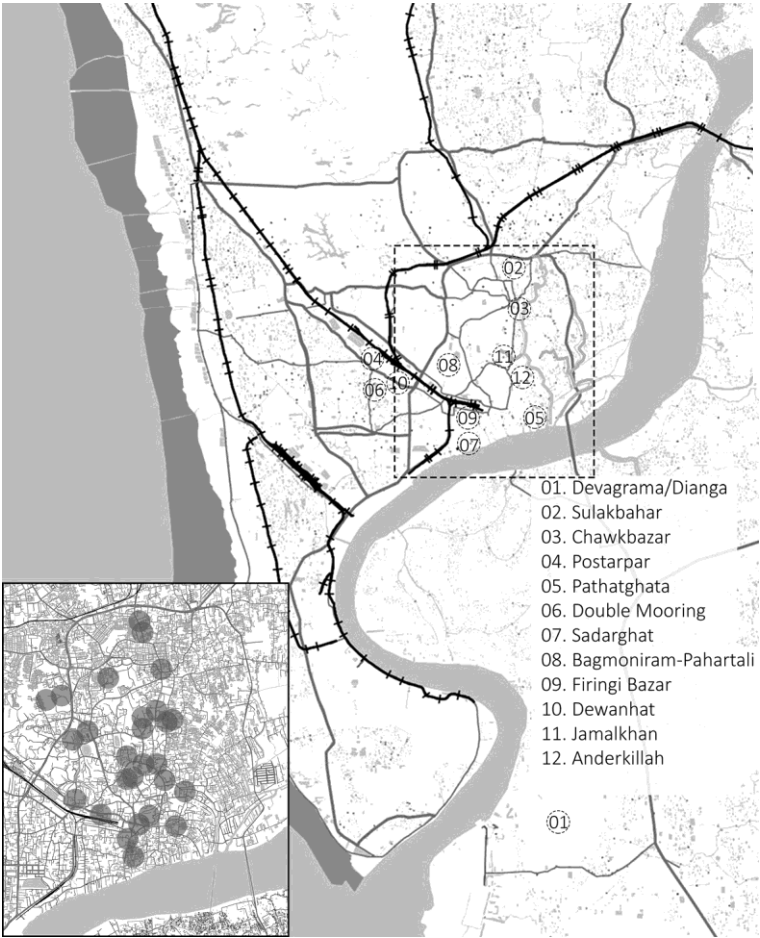 02
03
04
11
08
10
12
06
09
05
07
01. Devagrama/Dianga
02. Sulakbahar
03. Chawkbazar
04. Postarpar
05. Pathatghata
06. Double Mooring
07. Sadarghat
08. Bagmoniram-Pahartali
09. Firingi Bazar
10. Dewanhat
11. Jamalkhan
12. Anderkillah
01